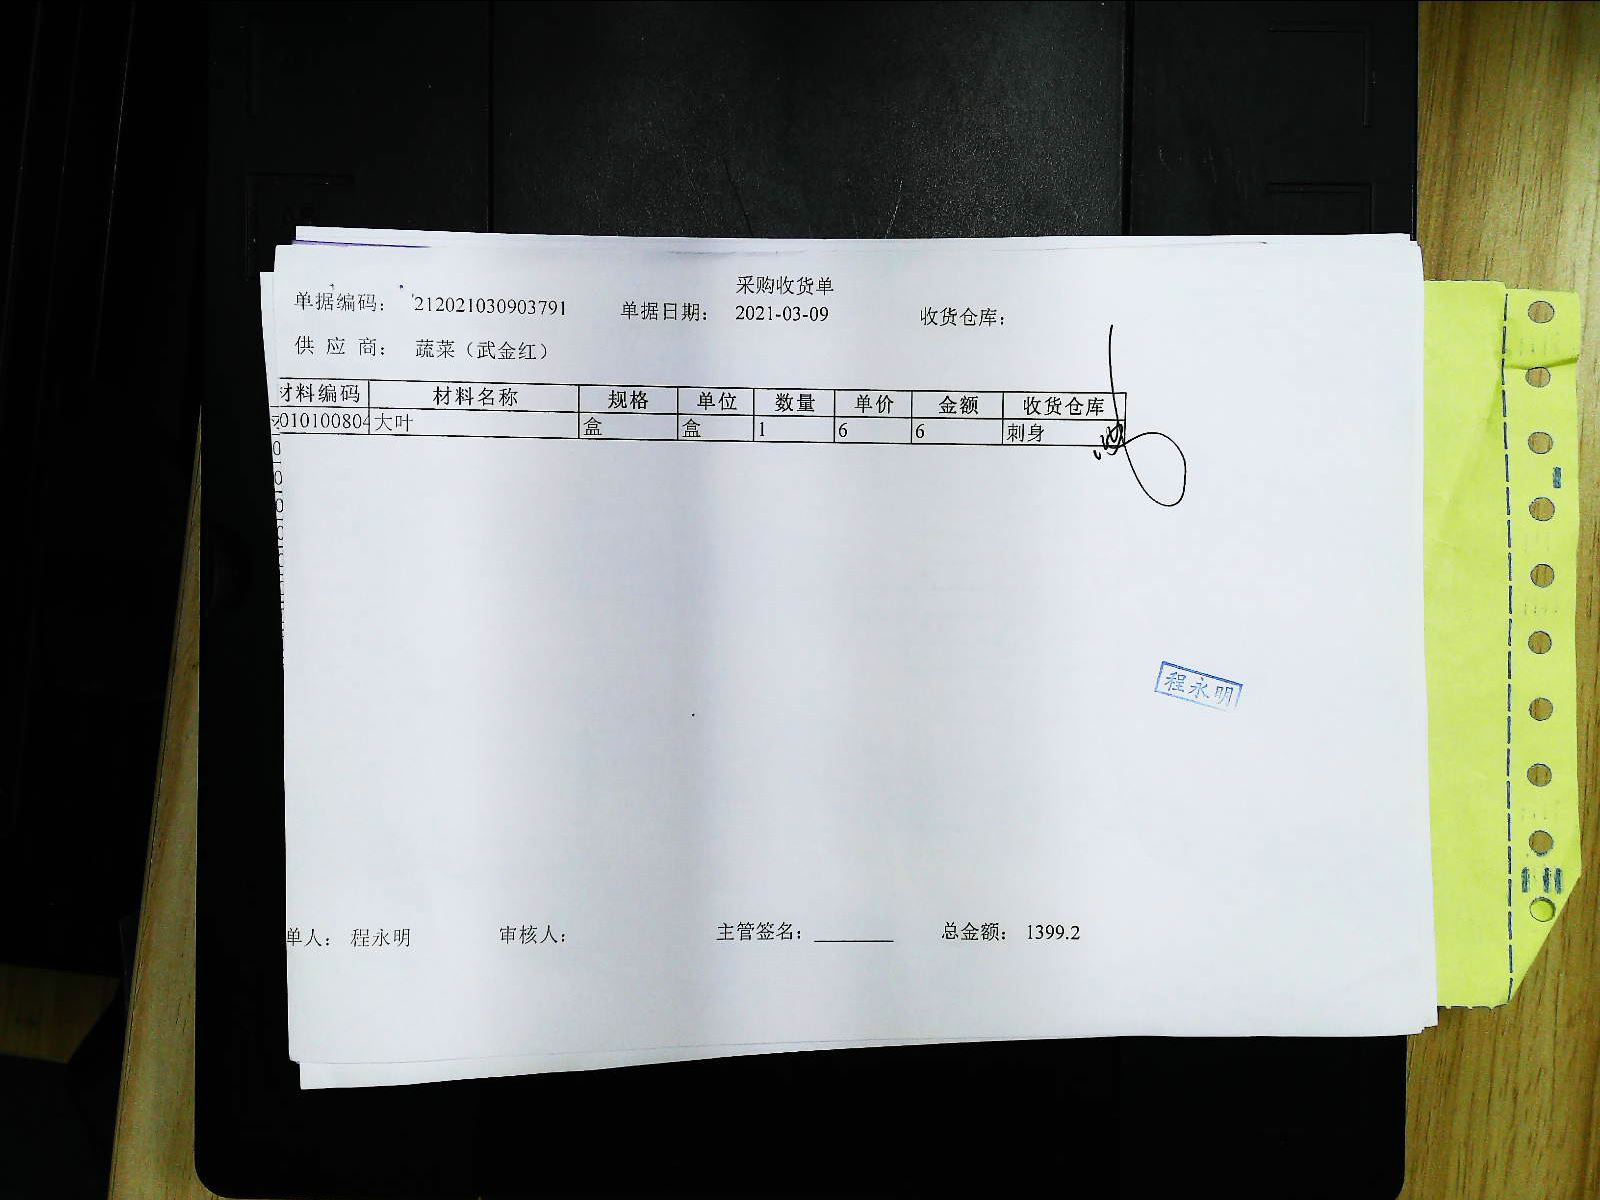 采购收货单
单据编码： 212021030903791 单据日期： 2021-03-09 收货仓库：
供 应 商： 蔬菜（武金红）
材料编码 材料名称 规格 单位 数量 单价 金额 收货仓库
010100804 大叶 盒 盒 1 6 6 刺身
程永明
单人： 程永明 审核人： 主管签名： 总金额： 1399.2